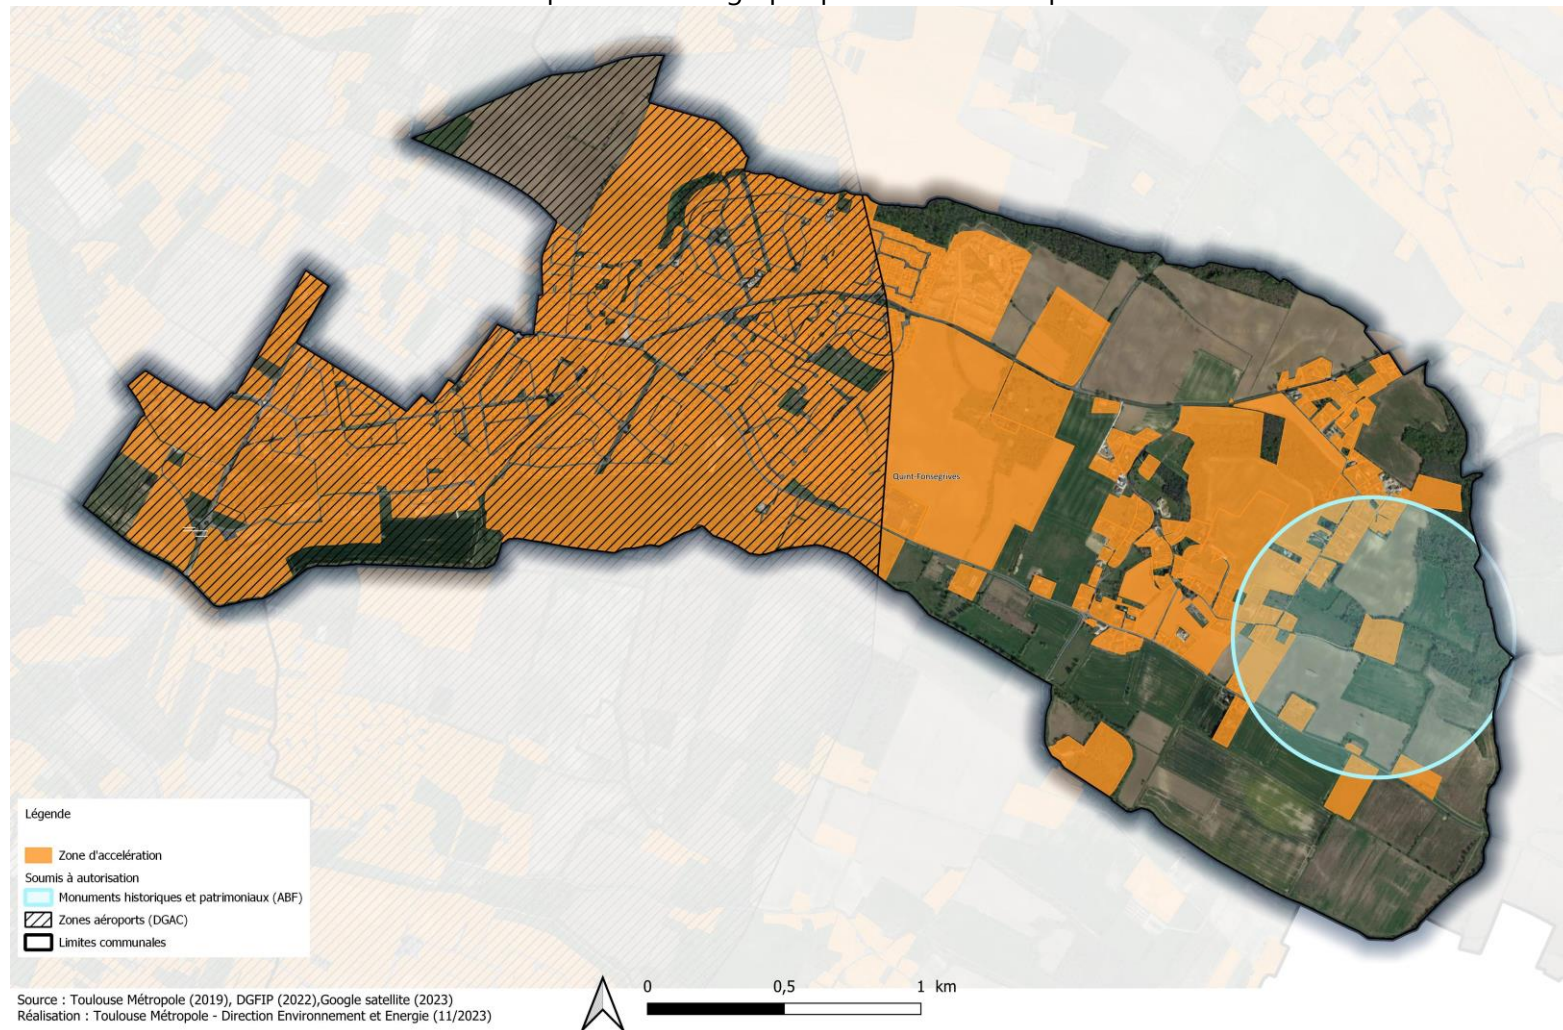 Quint-Fonsegrives
Légende
Zone d'accelération
Soumis à autorisation
Monuments historiques et patrimoniaux (ABF)
Zones aéroports (DGAC)
Limites communales
0 0,5 1 km
Source : Toulouse Métropole (2019), DGFIP (2022),Google satellite (2023)
Réalisation : Toulouse Métropole - Direction Environnement et Energie (11/2023)